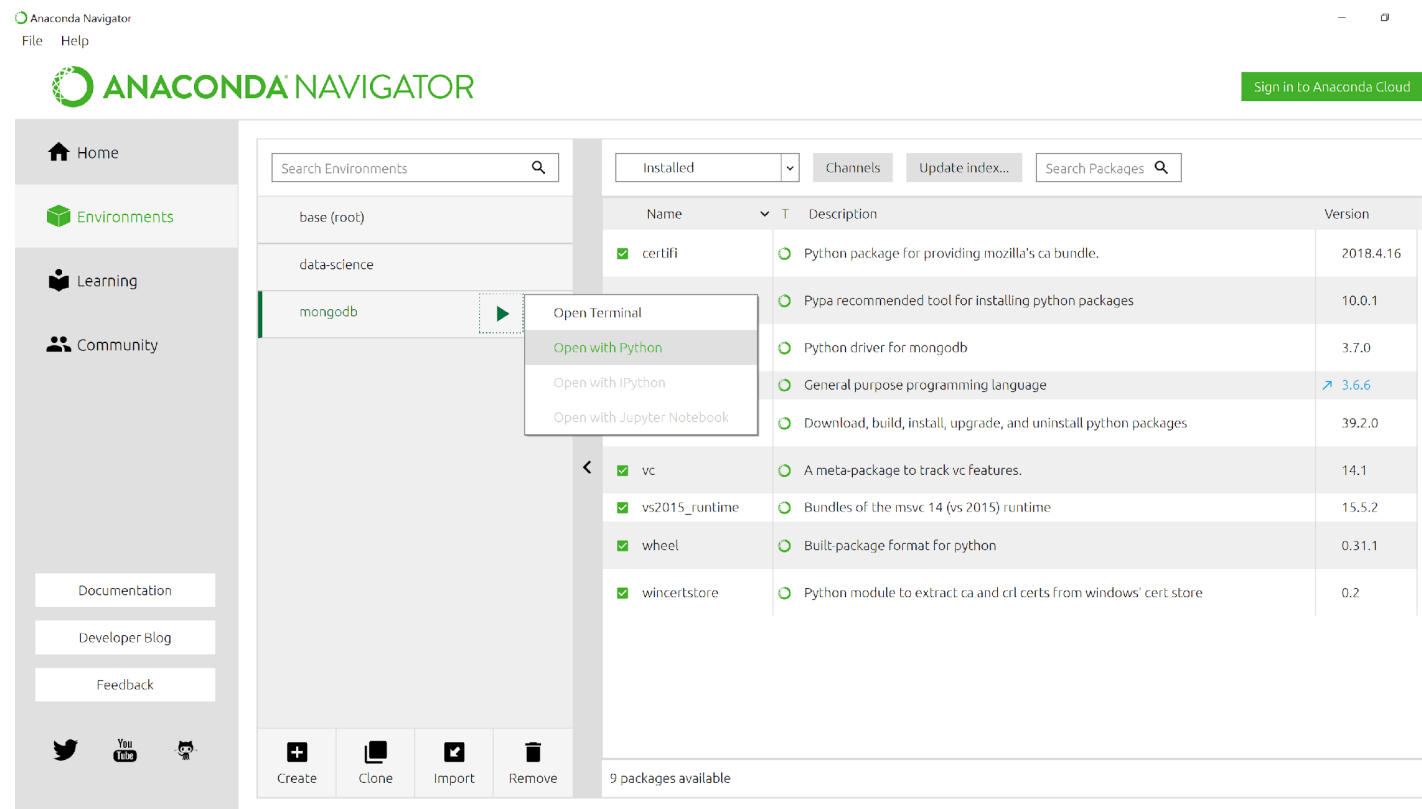 Anaconda Navigator
File Help
ANACONDA NAVIGATOR
Sign in to Anaconda Cloud
Home
Environments
Learning
Community
Documentation
Developer Blog
Feedback
You
Tube
Search Environments
base (root)
data-science
mongodb
Open Terminal
Open with Python
Open with IPython
Open with Jupyter Notebook
Create Clone Import Remove
Installed Channels Update index... Search Packages
Name T Description Version
certifi Python package for providing mozilla's ca bundle. 2018.4.16
Pypa recommended tool for installing python packages 10.0.1
Python driver for mongodb 3.7.0
General purpose programming language 3.6.6
Download, build, install, upgrade, and uninstall python packages 39.2.0
vc A meta-package to track vc features. 14.1
vs2015_runtime Bundles of the msvc 14 (vs 2015) runtime 15.5.2
wheel Built-package format for python 0.31.1
wincertstore Python module to extract ca and crl certs from windows' cert store 0.2
9 packages available